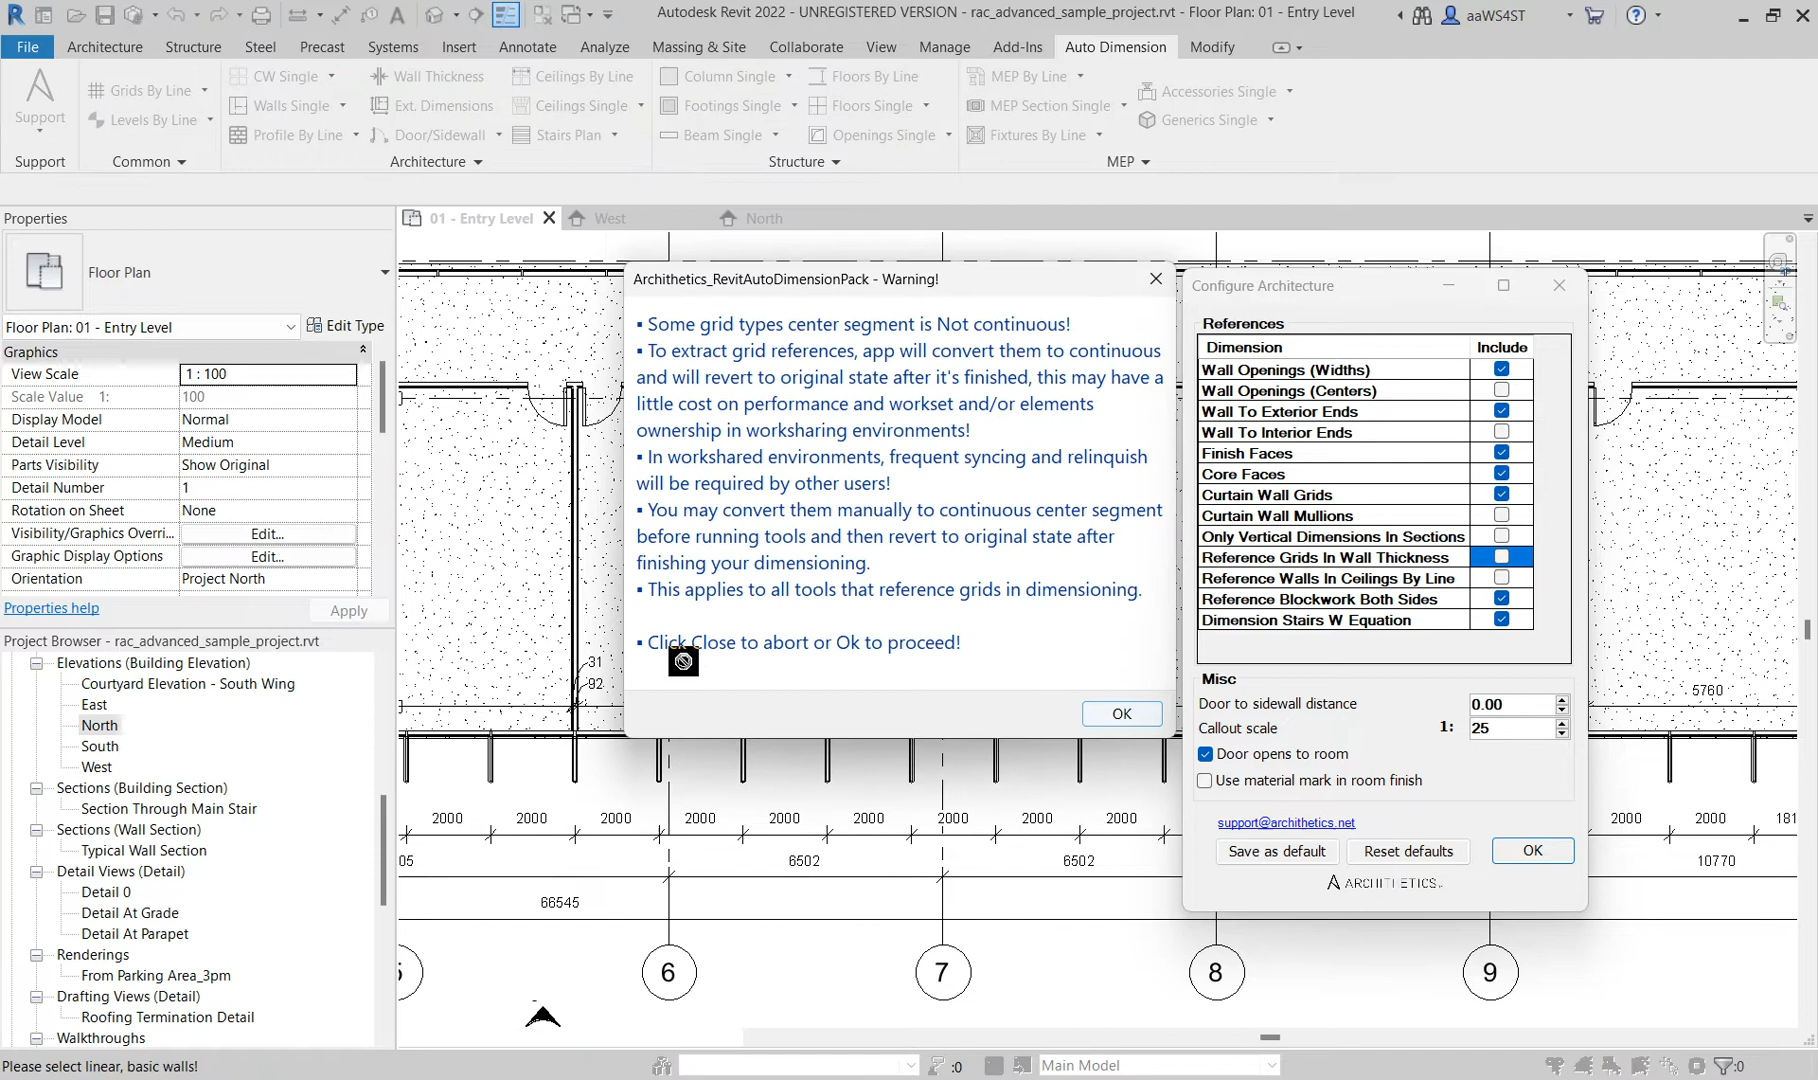 Autodesk Revit 2022 - UNREGISTERED VERSION - rac_advanced_sample_project.rvt - Floor Plan: 01 - Entry Level
aaWS4ST
File Architecture Structure Steel Precast Systems Insert Annotate Analyze Massing & Site Collaborate View Manage Add-Ins Auto Dimension Modify
Support
Grids By Line
Levels By Line
CW Single
Walls Single
Profile By Line
Wall Thickness
Ext. Dimensions
Door/Sidewall
Ceilings By Line
Ceilings Single
Stairs Plan
Column Single
Footings Single
Beam Single
Floors By Line
Floors Single
Openings Single
MEP By Line
MEP Section Single
Fixtures By Line
Accessories Single
Generics Single
Support Common Architecture Structure MEP
Properties
Floor Plan
Floor Plan: 01 - Entry Level Edit Type
Graphics
View Scale 1 : 100
Scale Value 1: 100
Display Model Normal
Detail Level Medium
Parts Visibility Show Original
Detail Number 1
Rotation on Sheet None
Visibility/Graphics Overri... Edit...
Graphic Display Options Edit...
Orientation Project North
Properties help Apply
Project Browser - rac_advanced_sample_project.rvt
Elevations (Building Elevation)
Courtyard Elevation - South Wing
East
North
South
West
Sections (Building Section)
Section Through Main Stair
Sections (Wall Section)
Typical Wall Section
Detail Views (Detail)
Detail 0
Detail At Grade
Detail At Parapet
Renderings
From Parking Area_3pm
Drafting Views (Detail)
Roofing Termination Detail
Walkthroughs
01 - Entry Level West North
Archithetics_RevitAutoDimensionPack - Warning!
▪ Some grid types center segment is Not continuous!
▪ To extract grid references, app will convert them to continuous
and will revert to original state after it's finished, this may have a
little cost on performance and workset and/or elements
ownership in worksharing environments!
▪ In workshared environments, frequent syncing and relinquish
will be required by other users!
▪ You may convert them manually to continuous center segment
before running tools and then revert to original state after
finishing your dimensioning.
▪ This applies to all tools that reference grids in dimensioning.
▪ Click Close to abort or Ok to proceed!
OK
Configure Architecture
References
Dimension Include
Wall Openings (Widths)
Wall Openings (Centers)
Wall To Exterior Ends
Wall To Interior Ends
Finish Faces
Core Faces
Curtain Wall Grids
Curtain Wall Mullions
Only Vertical Dimensions In Sections
Reference Grids In Wall Thickness
Reference Walls In Ceilings By Line
Reference Blockwork Both Sides
Dimension Stairs W Equation
Misc
Door to sidewall distance 0.00
Callout scale 1: 25
Door opens to room
Use material mark in room finish
support@archithetics.net
Save as default Reset defaults OK
ARCHITHETICS
31
92
5760
2000 2000 2000 2000 2000 2000 2000 2000 2000 181
05 6502 6502 10770
66545
6 7 8 9
Please select linear, basic walls! :0 Main Model :0